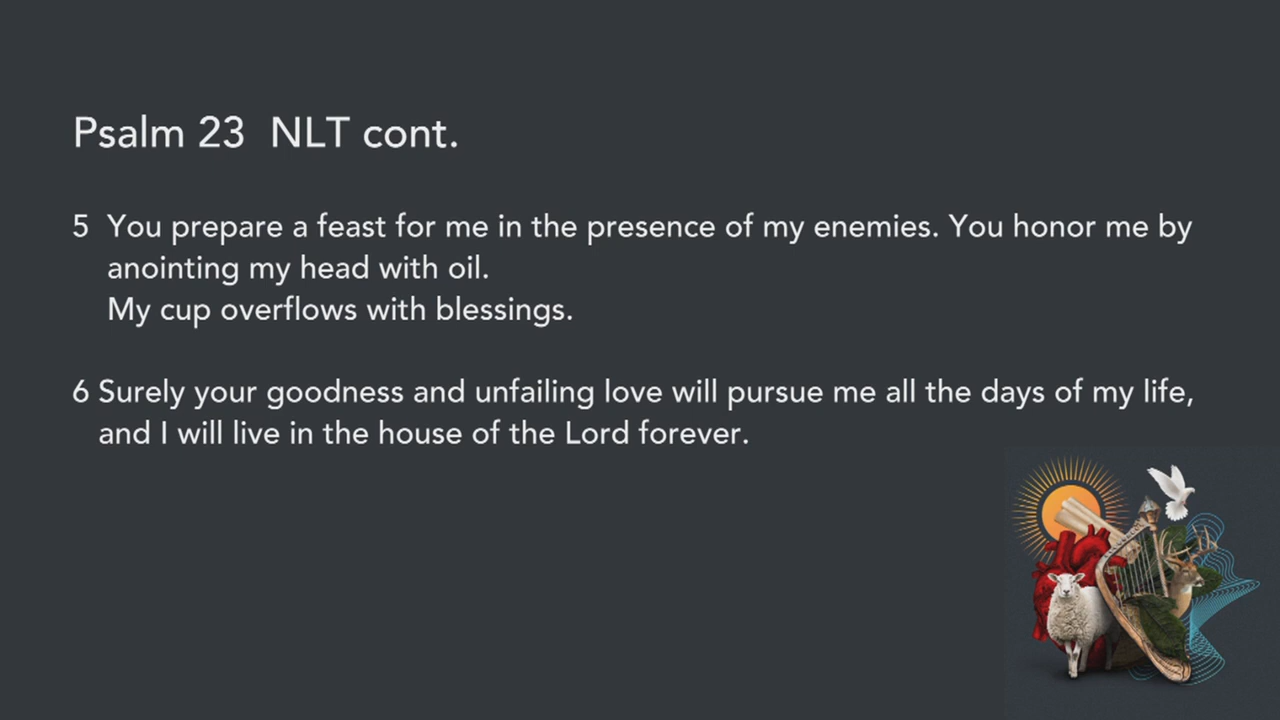 Psalm 23  NLT cont.
5  You prepare a feast for me in the presence of my enemies. You honor me by
anointing my head with oil.
My cup overflows with blessings.
6 Surely your goodness and unfailing love will pursue me all the days of my life,
and I will live in the house of the Lord forever.